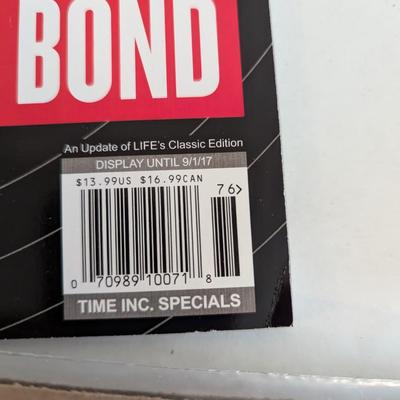 BOND
An Update of LIFE's Classic Edition
DISPLAY UNTIL 9/1/17
$13.99US $16.99CAN
76>
0 70989 10071 8
TIME INC. SPECIALS